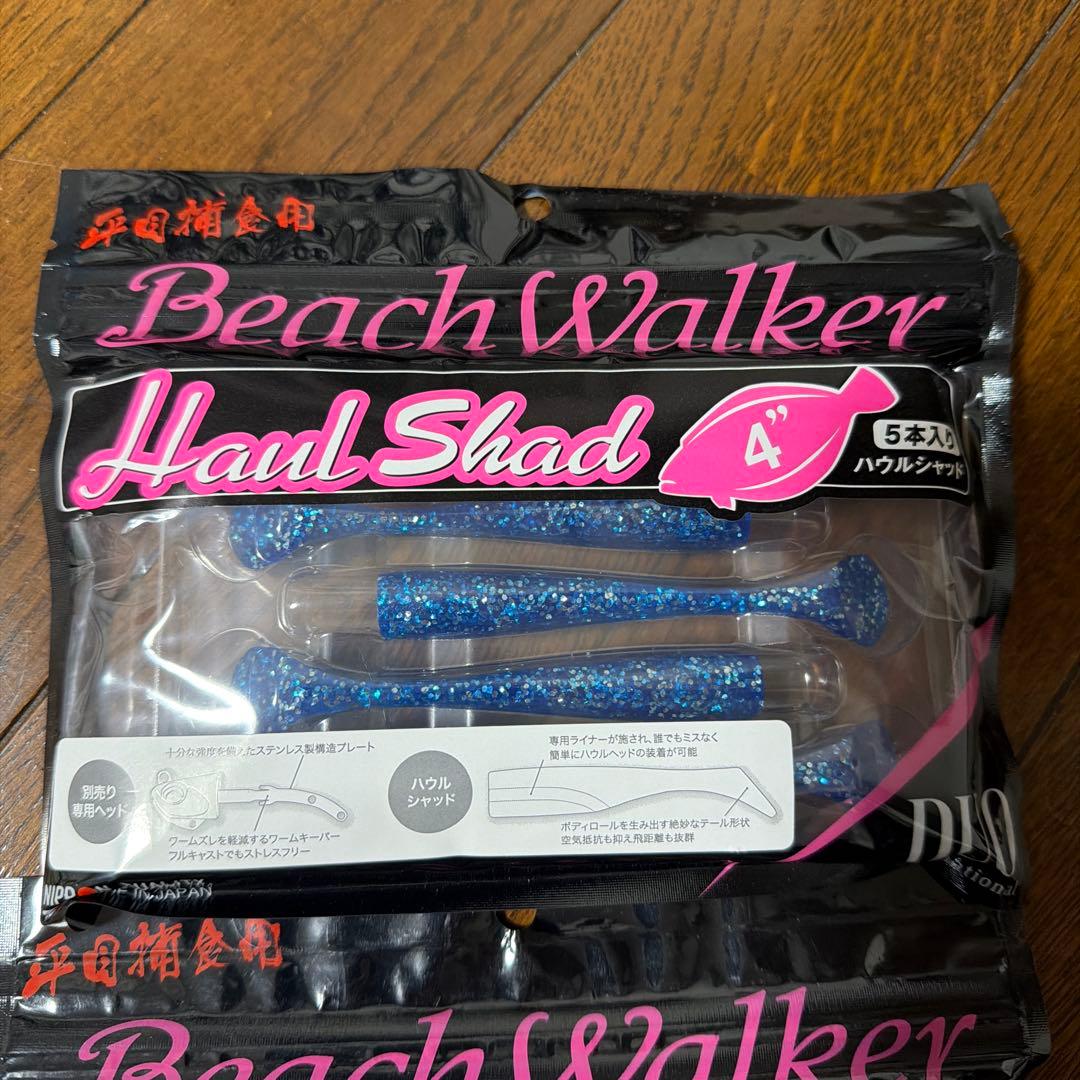 平目捕食用
Beach Walker
Haul Shad
4"
5本入り
ハウルシャッド
十分な強度を備えたステンレス製構造プレート
別売り
専用ヘッド
ワームズレを軽減するワームキーパー
フルキャストでもストレスフリー
ハウル
シャッド
専用ライナーが施され、誰でもミスなく
簡単にハウルヘッドの装着が可能
ボディロールを生み出す絶妙なテール形状
空気抵抗も抑え飛距離も抜群
DUO
IN JAPAN
平目捕食用
Beach Walker